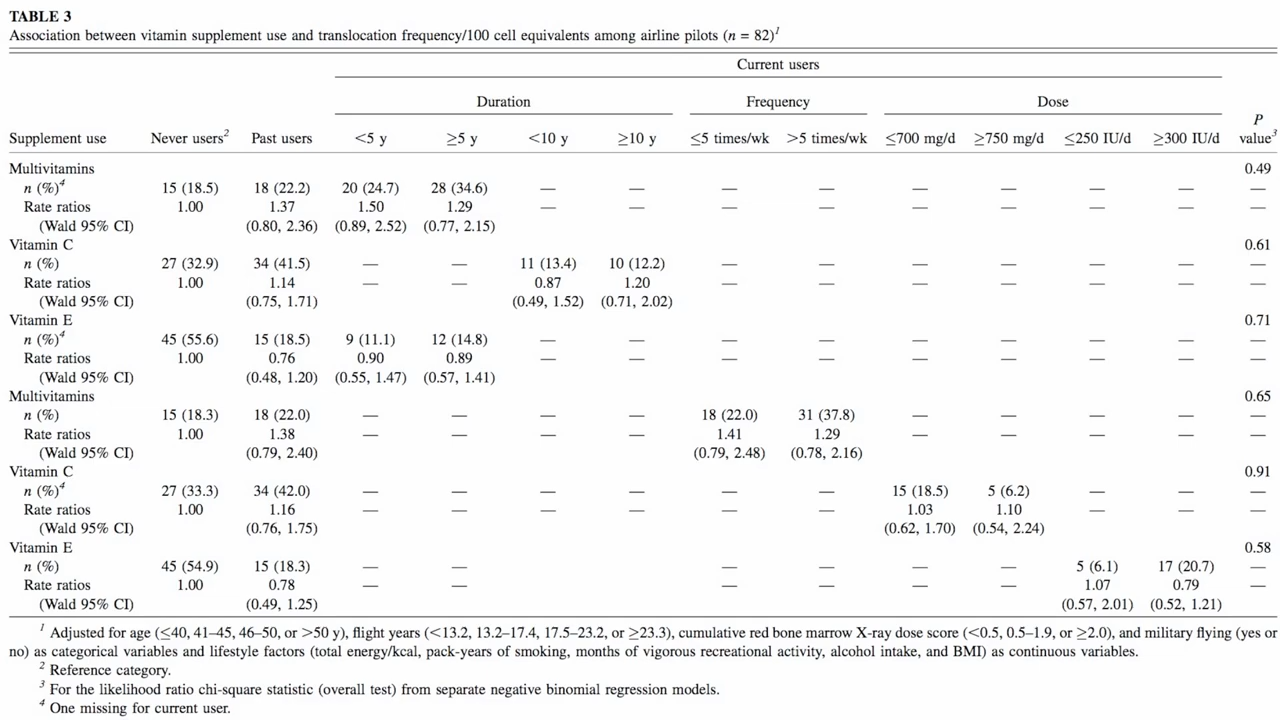 TABLE 3
Association between vitamin supplement use and translocation frequency/100 cell equivalents among airline pilots (n = 82)¹
Current users
Duration Frequency Dose
Supplement use Never users² Past users <5 y ≥5 y <10 y ≥10 y ≤5 times/wk >5 times/wk ≤700 mg/d ≥750 mg/d ≤250 IU/d ≥300 IU/d P value³
Multivitamins 0.49
n (%)⁴ 15 (18.5) 18 (22.2) 20 (24.7) 28 (34.6) — — — — — — — — —
Rate ratios 1.00 1.37 1.50 1.29 — — — — — — — — —
(Wald 95% CI) (0.80, 2.36) (0.89, 2.52) (0.77, 2.15)
Vitamin C 0.61
n (%) 27 (32.9) 34 (41.5) — — 11 (13.4) 10 (12.2) — — — — — — —
Rate ratios 1.00 1.14 — — 0.87 1.20 — — — — — — —
(Wald 95% CI) (0.75, 1.71) (0.49, 1.52) (0.71, 2.02)
Vitamin E 0.71
n (%)⁴ 45 (55.6) 15 (18.5) 9 (11.1) 12 (14.8) — — — — — — — — —
Rate ratios 1.00 0.76 0.90 0.89 — — — — — — — — —
(Wald 95% CI) (0.48, 1.20) (0.55, 1.47) (0.57, 1.41)
Multivitamins 0.65
n (%) 15 (18.3) 18 (22.0) — — — — 18 (22.0) 31 (37.8) — — — — —
Rate ratios 1.00 1.38 — — — — 1.41 1.29 — — — — —
(Wald 95% CI) (0.79, 2.40) (0.79, 2.48) (0.78, 2.16)
Vitamin C 0.91
n (%)⁴ 27 (33.3) 34 (42.0) — — — — — — 15 (18.5) 5 (6.2) — — —
Rate ratios 1.00 1.16 — — — — — — 1.03 1.10 — — —
(Wald 95% CI) (0.76, 1.75) (0.62, 1.70) (0.54, 2.24)
Vitamin E 0.58
n (%) 45 (54.9) 15 (18.3) — — — — — — 5 (6.1) 17 (20.7) —
Rate ratios 1.00 0.78 — — — — — — 1.07 0.79 —
(Wald 95% CI) (0.49, 1.25) (0.57, 2.01) (0.52, 1.21)
¹ Adjusted for age (≤40, 41–45, 46–50, or >50 y), flight years (<13.2, 13.2–17.4, 17.5–23.2, or ≥23.3), cumulative red bone marrow X-ray dose score (<0.5, 0.5–1.9, or ≥2.0), and military flying (yes or
no) as categorical variables and lifestyle factors (total energy/kcal, pack-years of smoking, months of vigorous recreational activity, alcohol intake, and BMI) as continuous variables.
² Reference category.
³ For the likelihood ratio chi-square statistic (overall test) from separate negative binomial regression models.
⁴ One missing for current user.